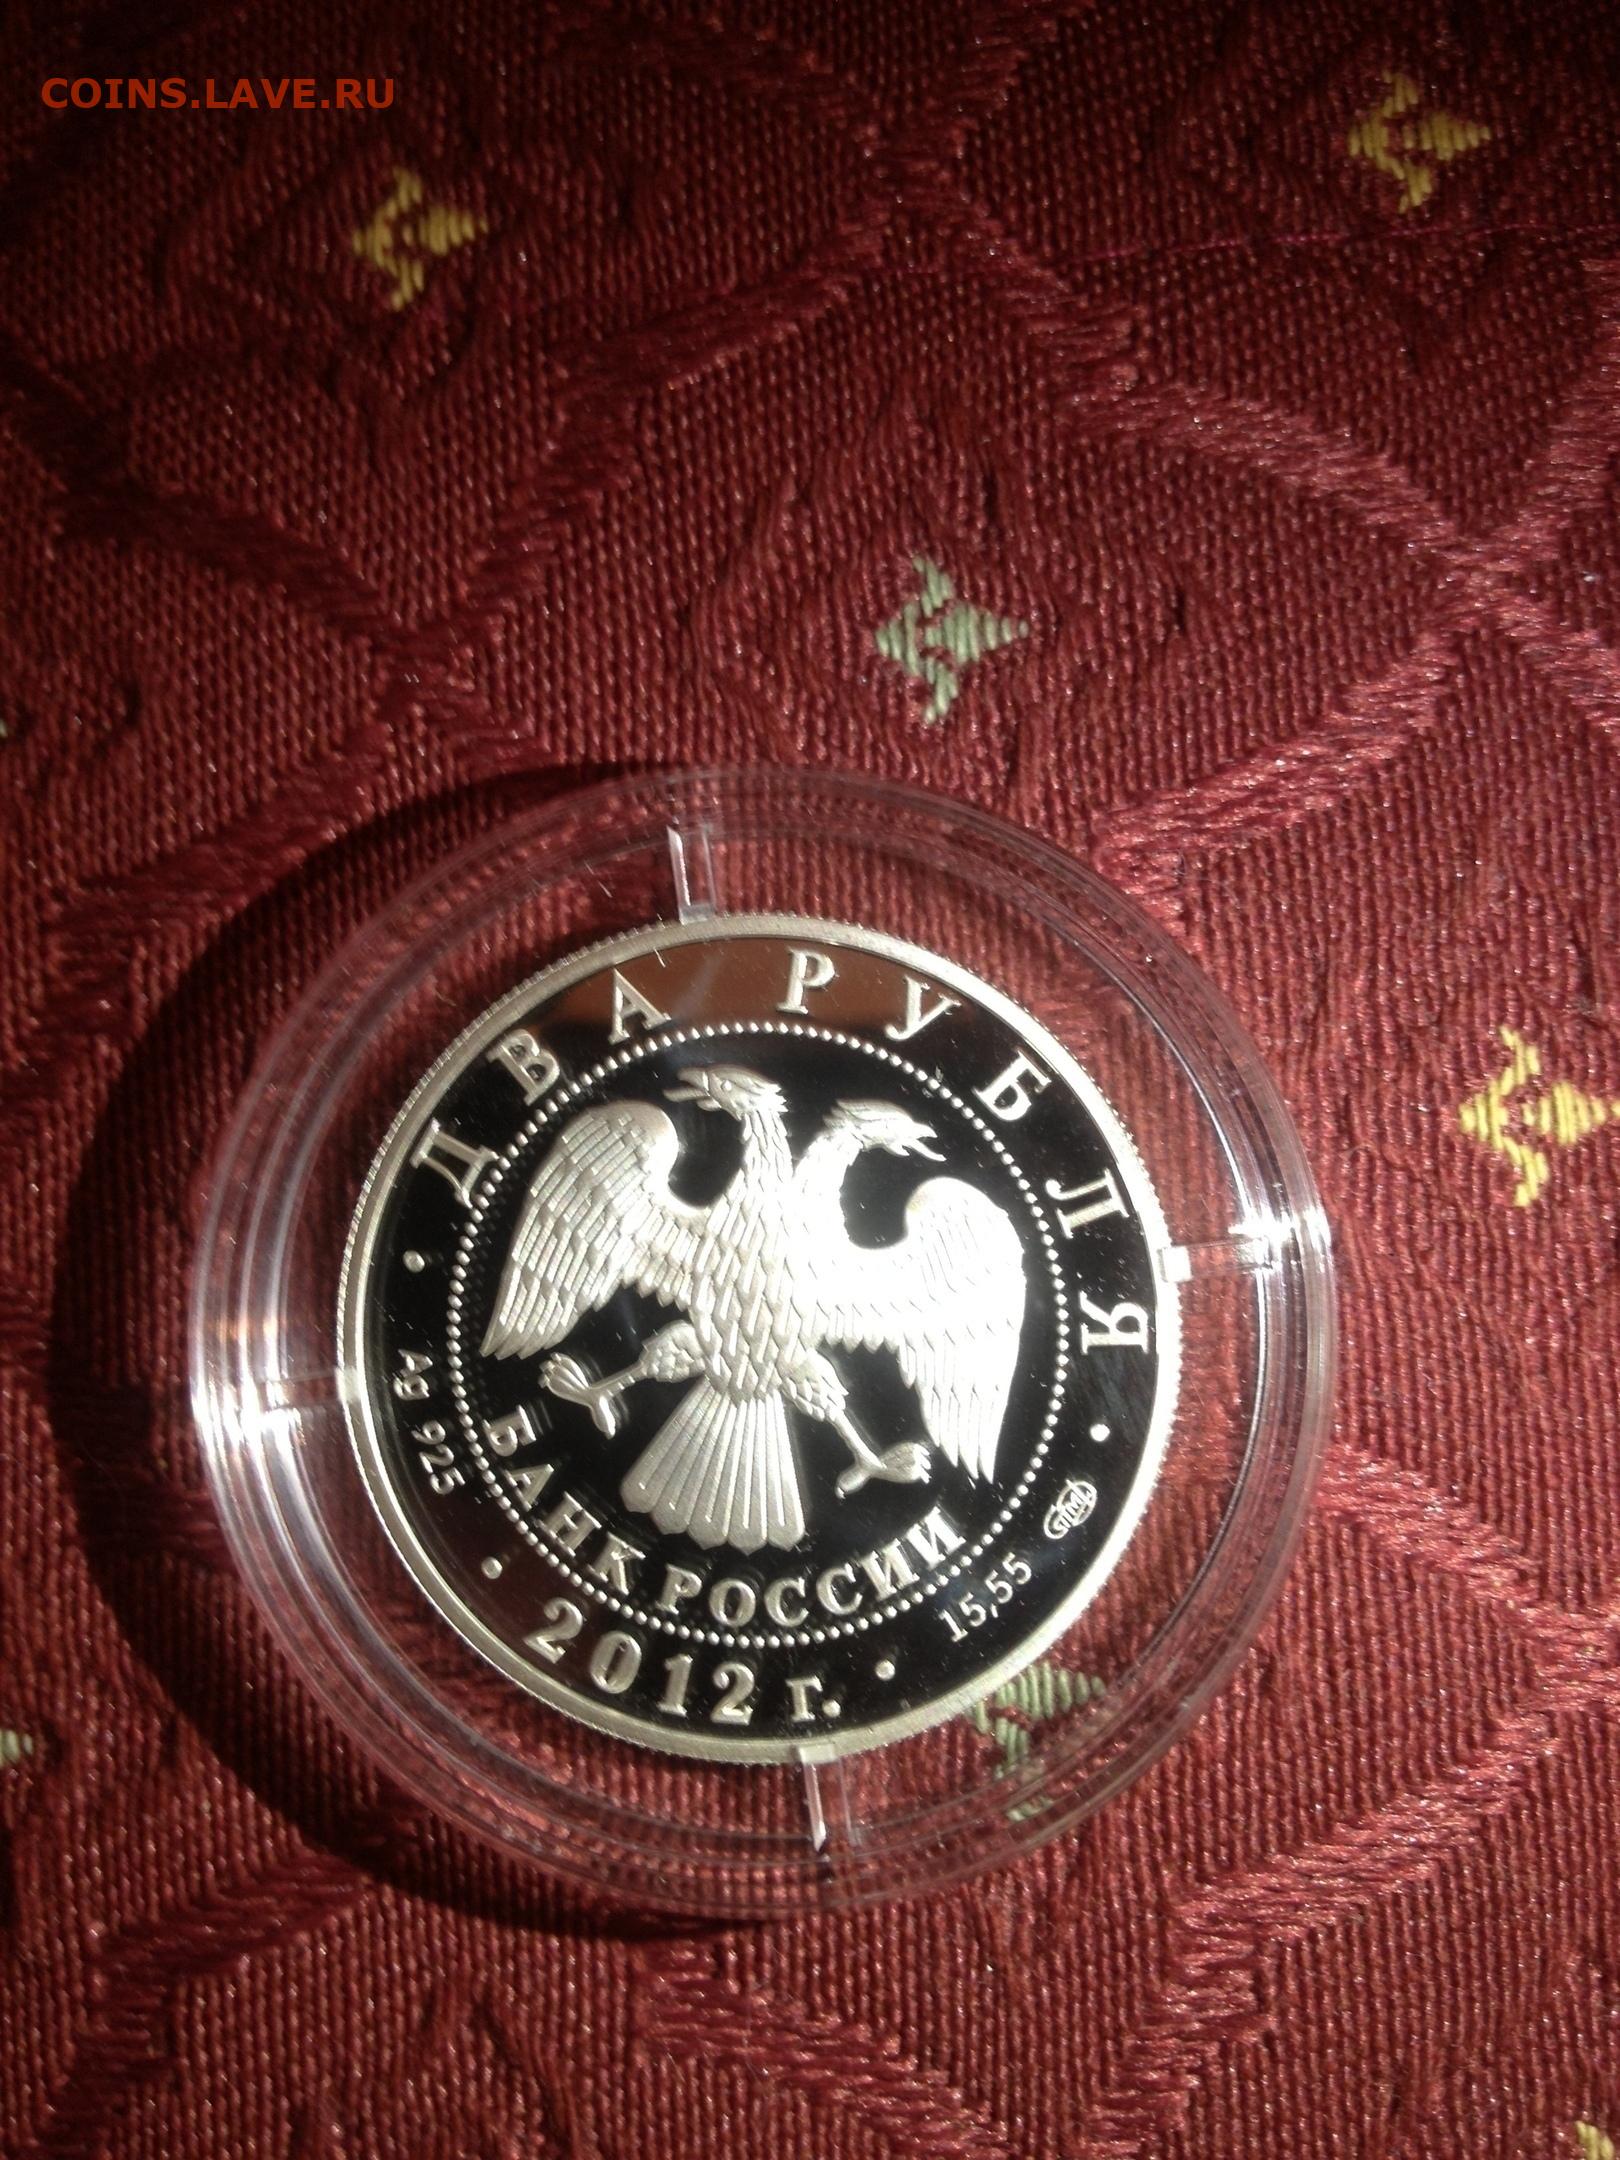 COINS.LAVE.RU
· ДВА РУБЛЯ ·
БАНК РОССИИ
Ag 925
· 2012 г. ·
15,55